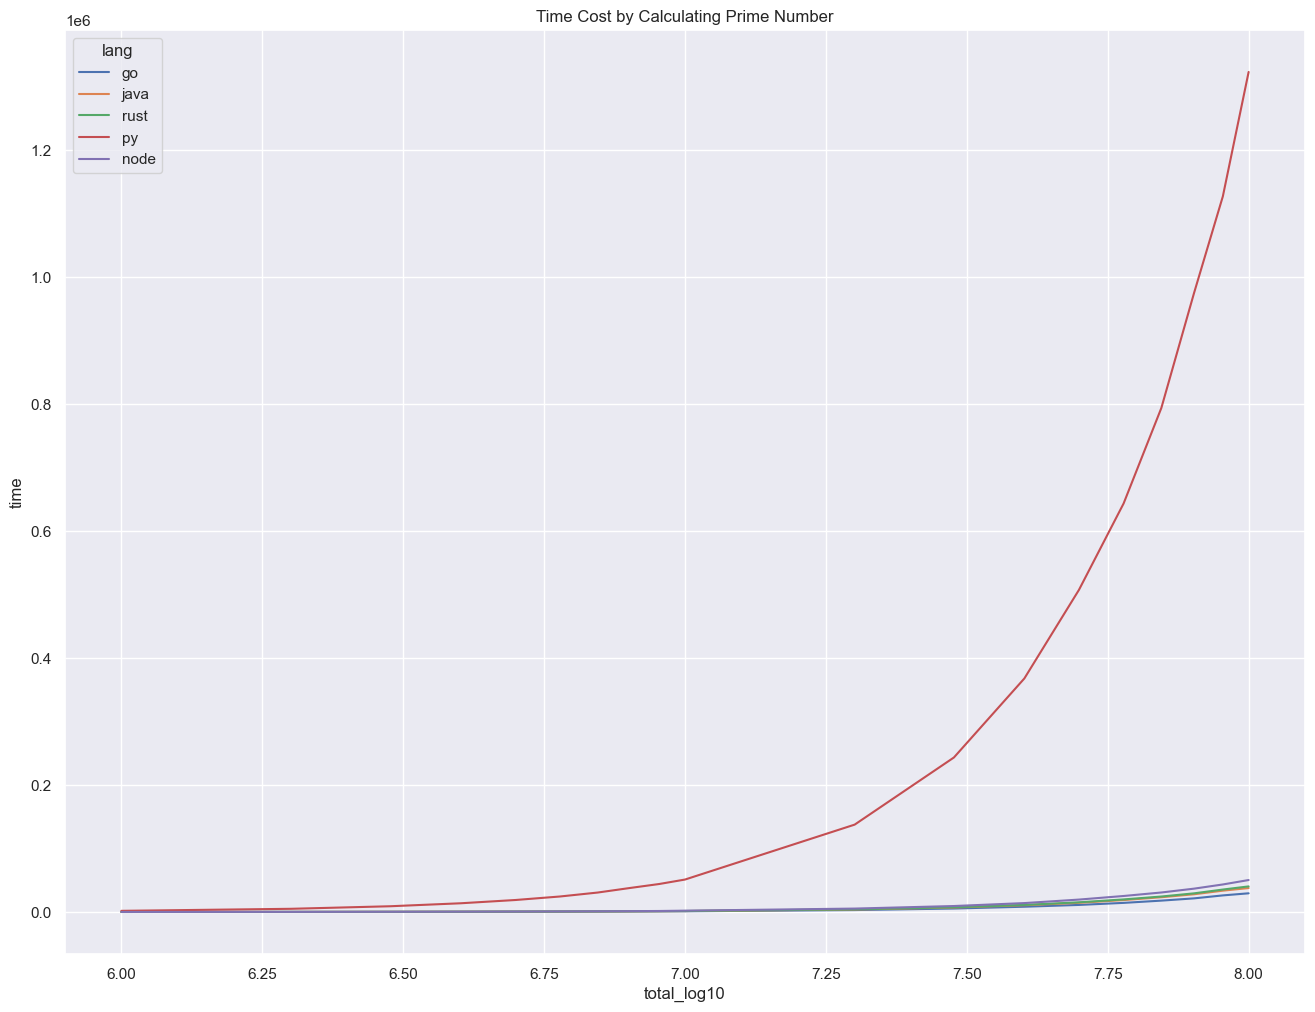 Time Cost by Calculating Prime Number
1e6
lang
go
java
rust
py
node
1.2
1.0
0.8
0.6
0.4
0.2
0.0
time
6.00 6.25 6.50 6.75 7.00 7.25 7.50 7.75 8.00
total_log10